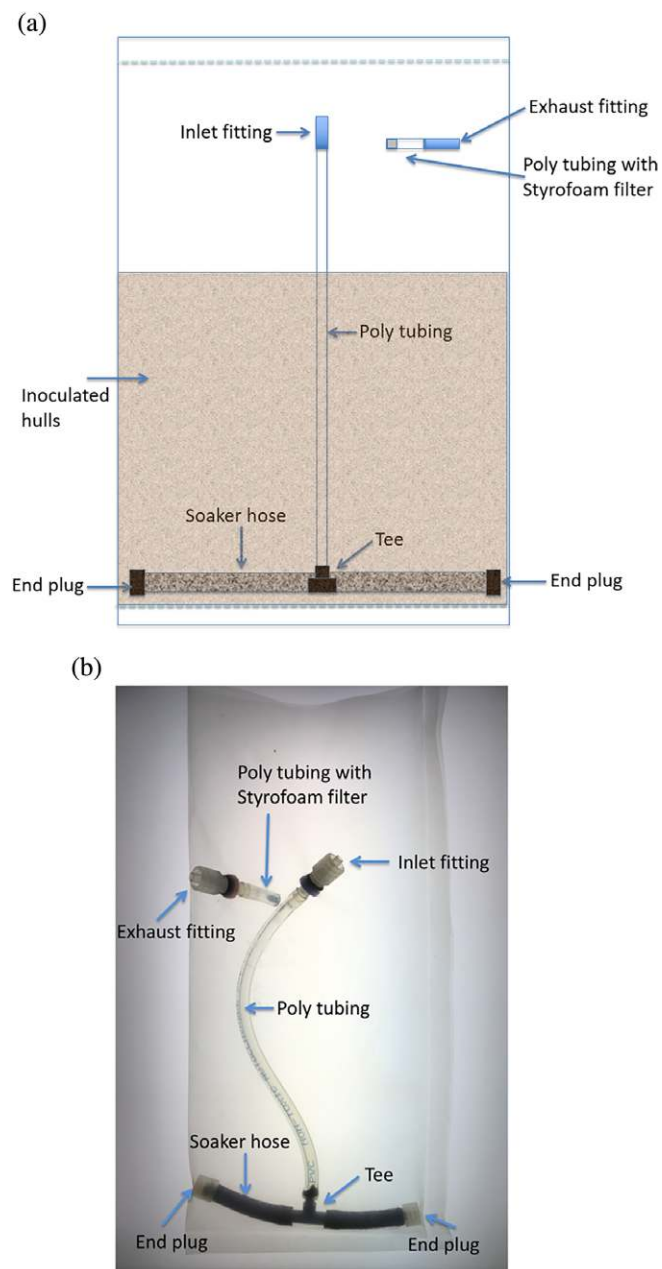 (a)
Inlet fitting
Exhaust fitting
Poly tubing with
Styrofoam filter
Poly tubing
Inoculated
hulls
Soaker hose
Tee
End plug
End plug
(b)
Poly tubing with
Styrofoam filter
Inlet fitting
Exhaust fitting
Poly tubing
Soaker hose
Tee
End plug
End plug